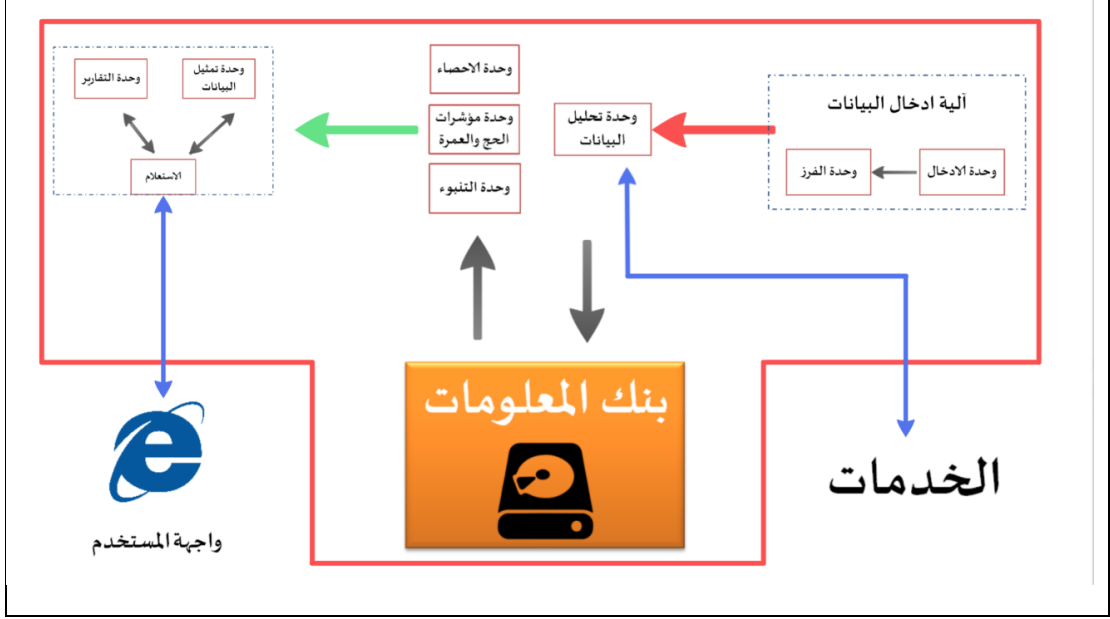 آلية ادخال البيانات
وحدة الادخال
وحدة الفرز
وحدة تحليل
البيانات
وحدة الاحصاء
وحدة مؤشرات
الحج والعمرة
وحدة التنبوء
وحدة تمثيل
البيانات
وحدة التقارير
الاستعلام
بنك المعلومات
الخدمات
واجهة المستخدم